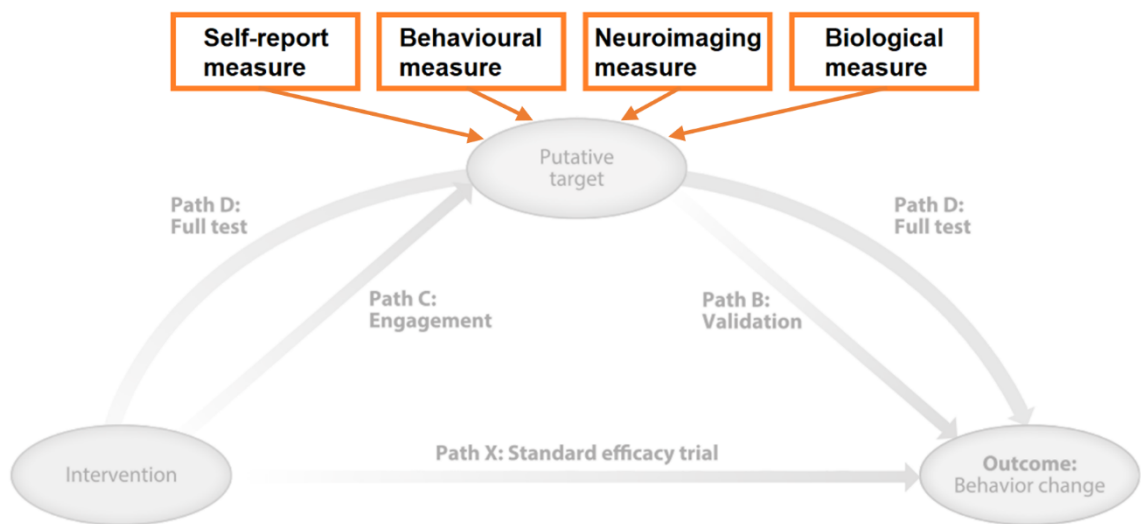 Self-report
measure
Behavioural
measure
Neuroimaging
measure
Biological
measure
Putative
target
Path D:
Full test
Path D:
Full test
Path C:
Engagement
Path B:
Validation
Path X: Standard efficacy trial
Intervention
Outcome:
Behavior change